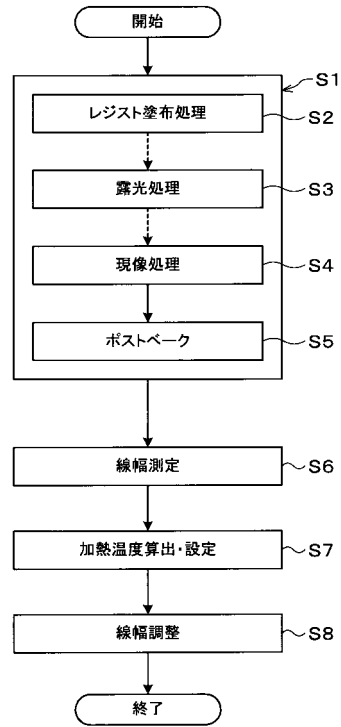 開始
S1
レジスト塗布処理
S2
露光処理
S3
現像処理
S4
ポストベーク
S5
線幅測定
S6
加熱温度算出・設定
S7
線幅調整
S8
終了